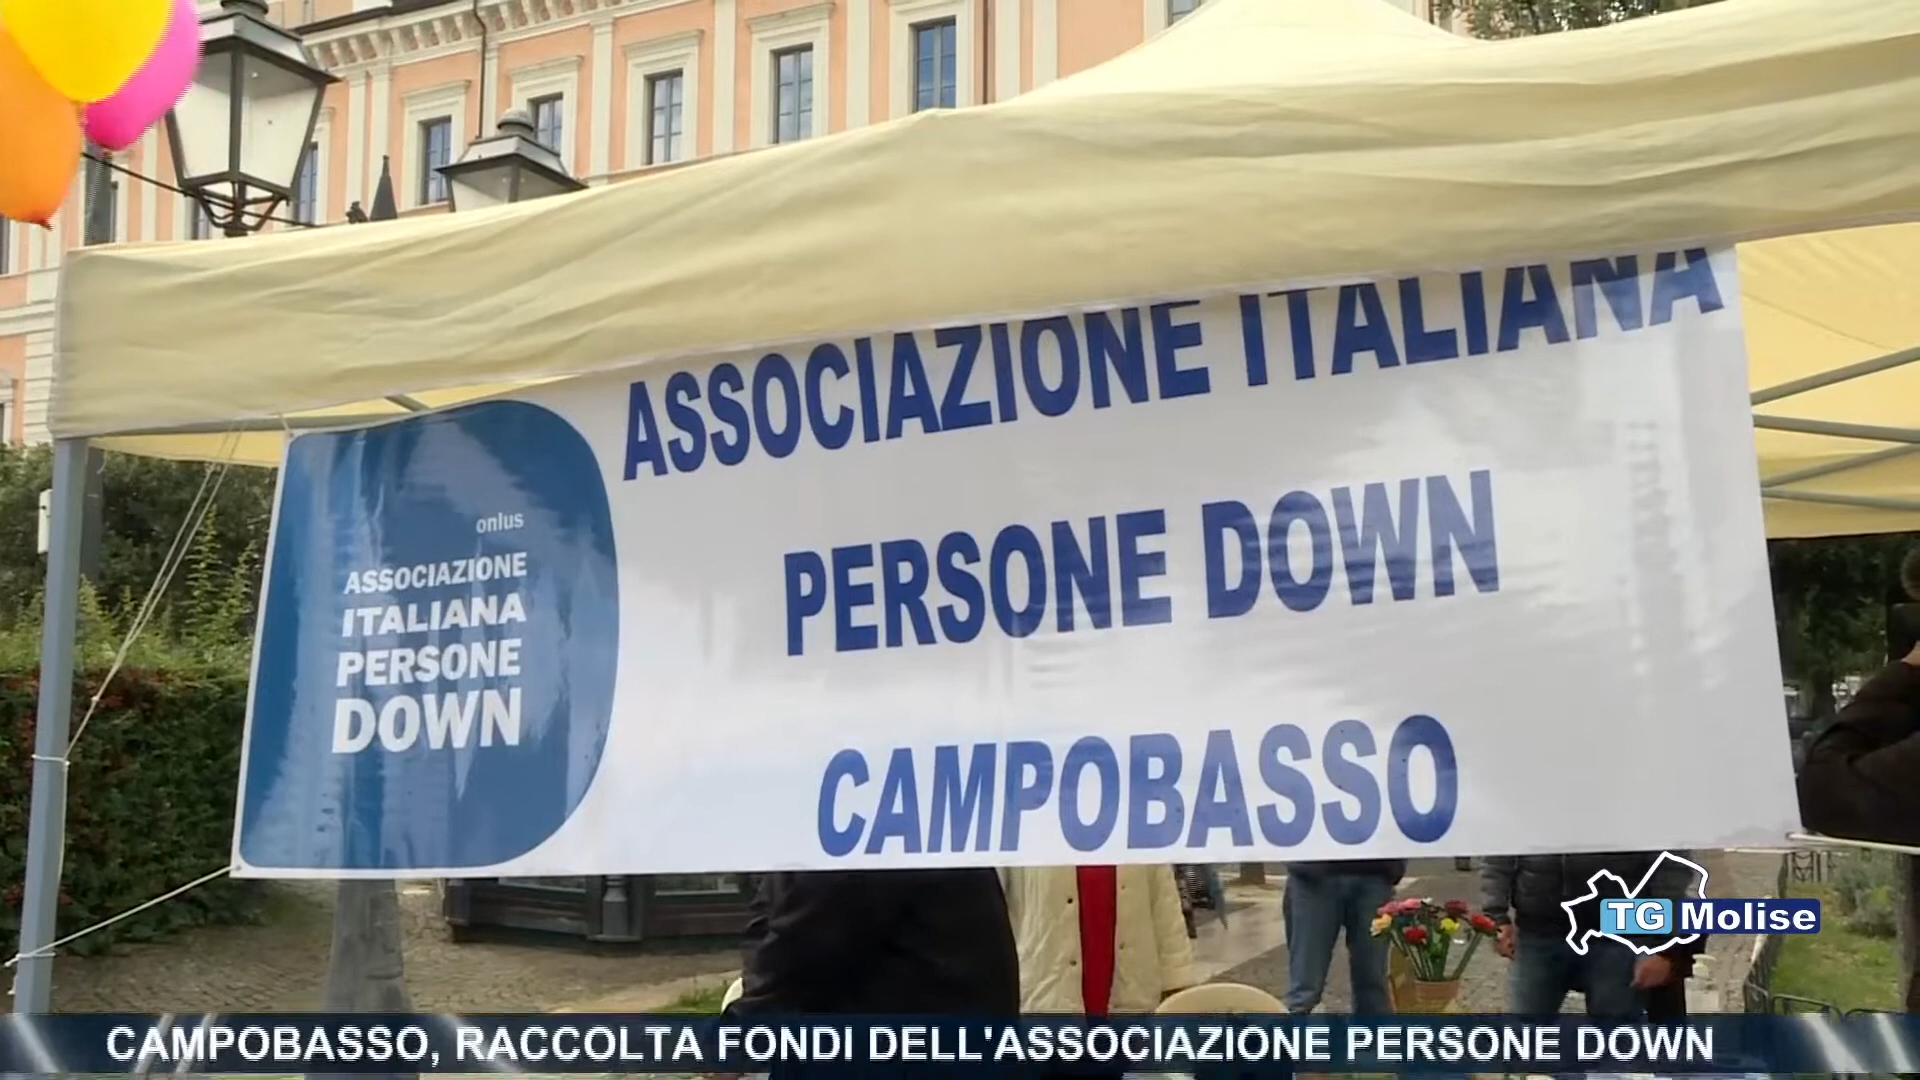 ASSOCIAZIONE ITALIANA
PERSONE DOWN
CAMPOBASSO
onlus
ASSOCIAZIONE
ITALIANA
PERSONE
DOWN
TG Molise
CAMPOBASSO, RACCOLTA FONDI DELL'ASSOCIAZIONE PERSONE DOWN